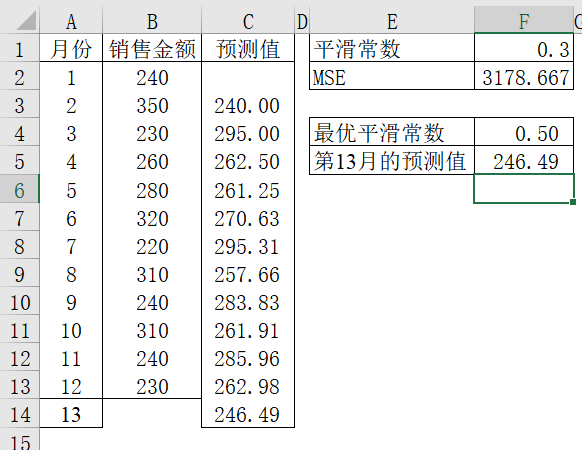 A B C D E F G
1 月份 销售金额 预测值 平滑常数 0.3
2 1 240 MSE 3178.667
3 2 350 240.00
4 3 230 295.00 最优平滑常数 0.50
5 4 260 262.50 第13月的预测值 246.49
6 5 280 261.25
7 6 320 270.63
8 7 220 295.31
9 8 310 257.66
10 9 240 283.83
11 10 310 261.91
12 11 240 285.96
13 12 230 262.98
14 13 246.49
15